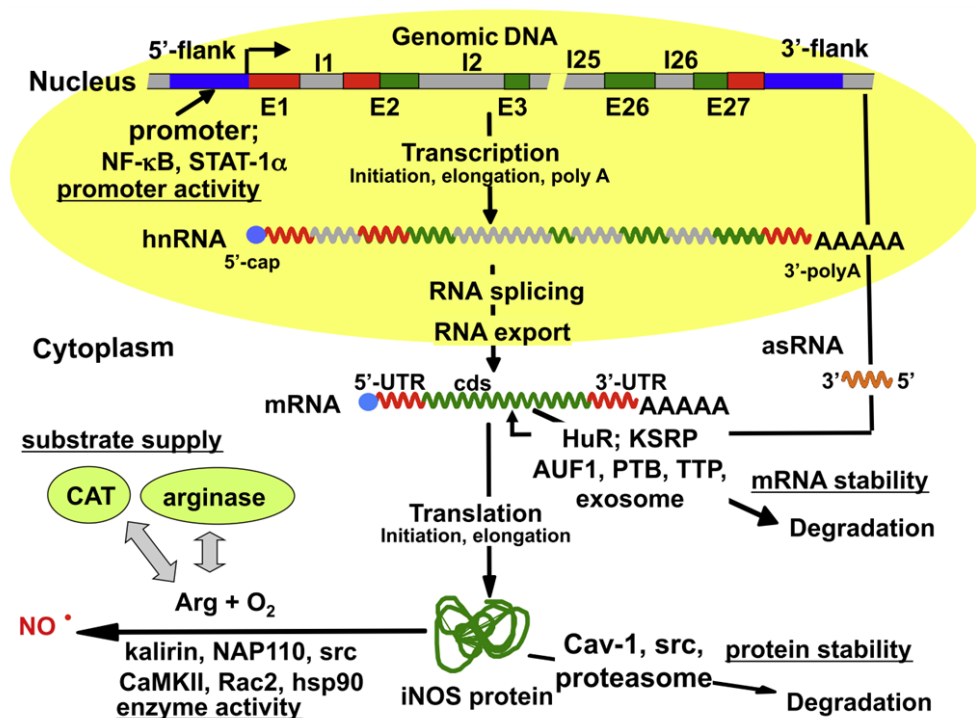 Genomic DNA
5’-flank
3’-flank
I1
I2
I25
I26
Nucleus
E1
E2
E3
E26
E27
promoter;
NF-κB, STAT-1α
promoter activity
Transcription
Initiation, elongation, poly A
hnRNA
AAAAA
5’-cap
3’-polyA
RNA splicing
RNA export
Cytoplasm
asRNA
3’
5’
5’-UTR
cds
3’-UTR
mRNA
AAAAA
substrate supply
HuR; KSRP
AUF1, PTB, TTP,
exosome
mRNA stability
Degradation
CAT
arginase
Translation
Initiation, elongation
Arg + O₂
NO •
kalirin, NAP110, src
CaMKII, Rac2, hsp90
enzyme activity
iNOS protein
Cav-1, src,
proteasome
protein stability
Degradation